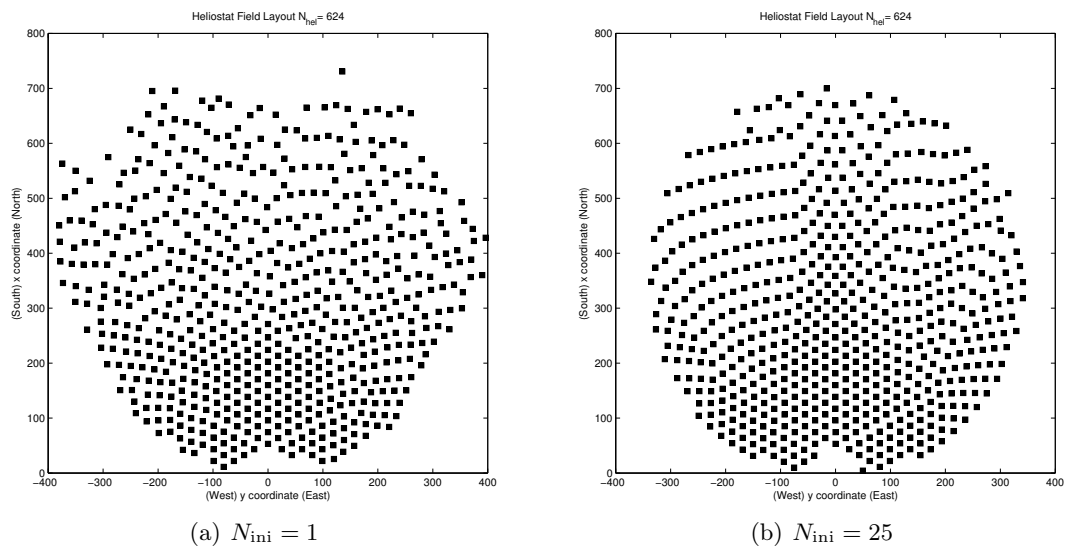 Heliostat Field Layout N_hel= 624
800
700
600
500
400
300
200
100
0
(South) x coordinate (North)
−400 −300 −200 −100 0 100 200 300 400
(West) y coordinate (East)
(a) N_ini = 1
Heliostat Field Layout N_hel= 624
800
700
600
500
400
300
200
100
0
(South) x coordinate (North)
−400 −300 −200 −100 0 100 200 300 400
(West) y coordinate (East)
(b) N_ini = 25